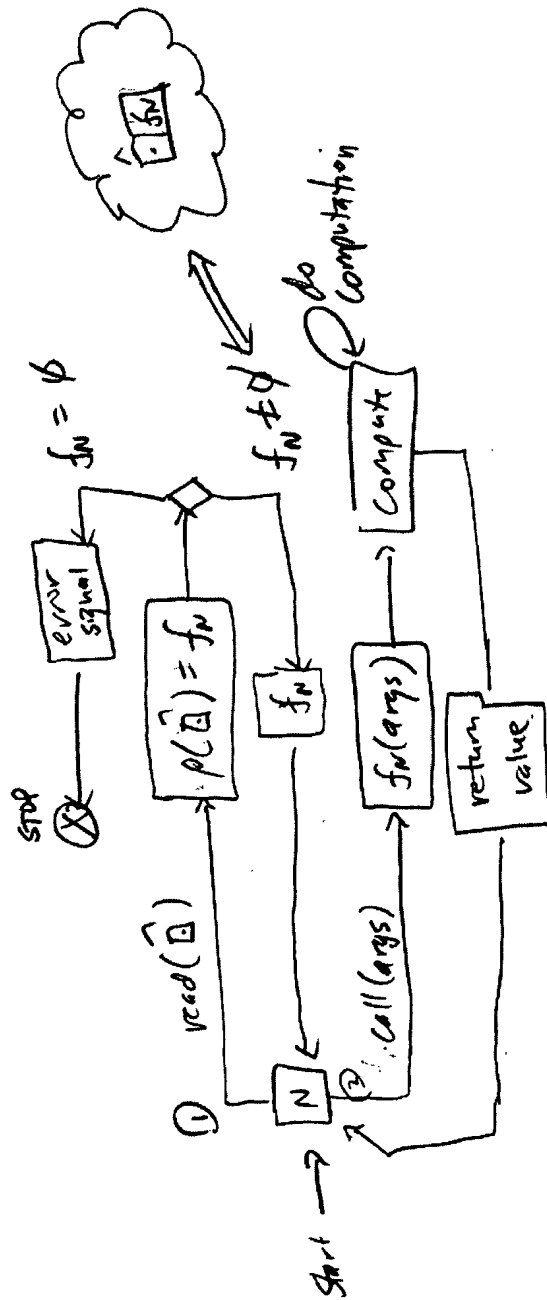 Start
N
①
read(⊡̂)
p(⊡̂) = fN
fN = ϕ
error
signal
STOP
X
fN ≠ ϕ
fN
fN
②
.call(args)
fN(args)
compute
do
computation
return
value